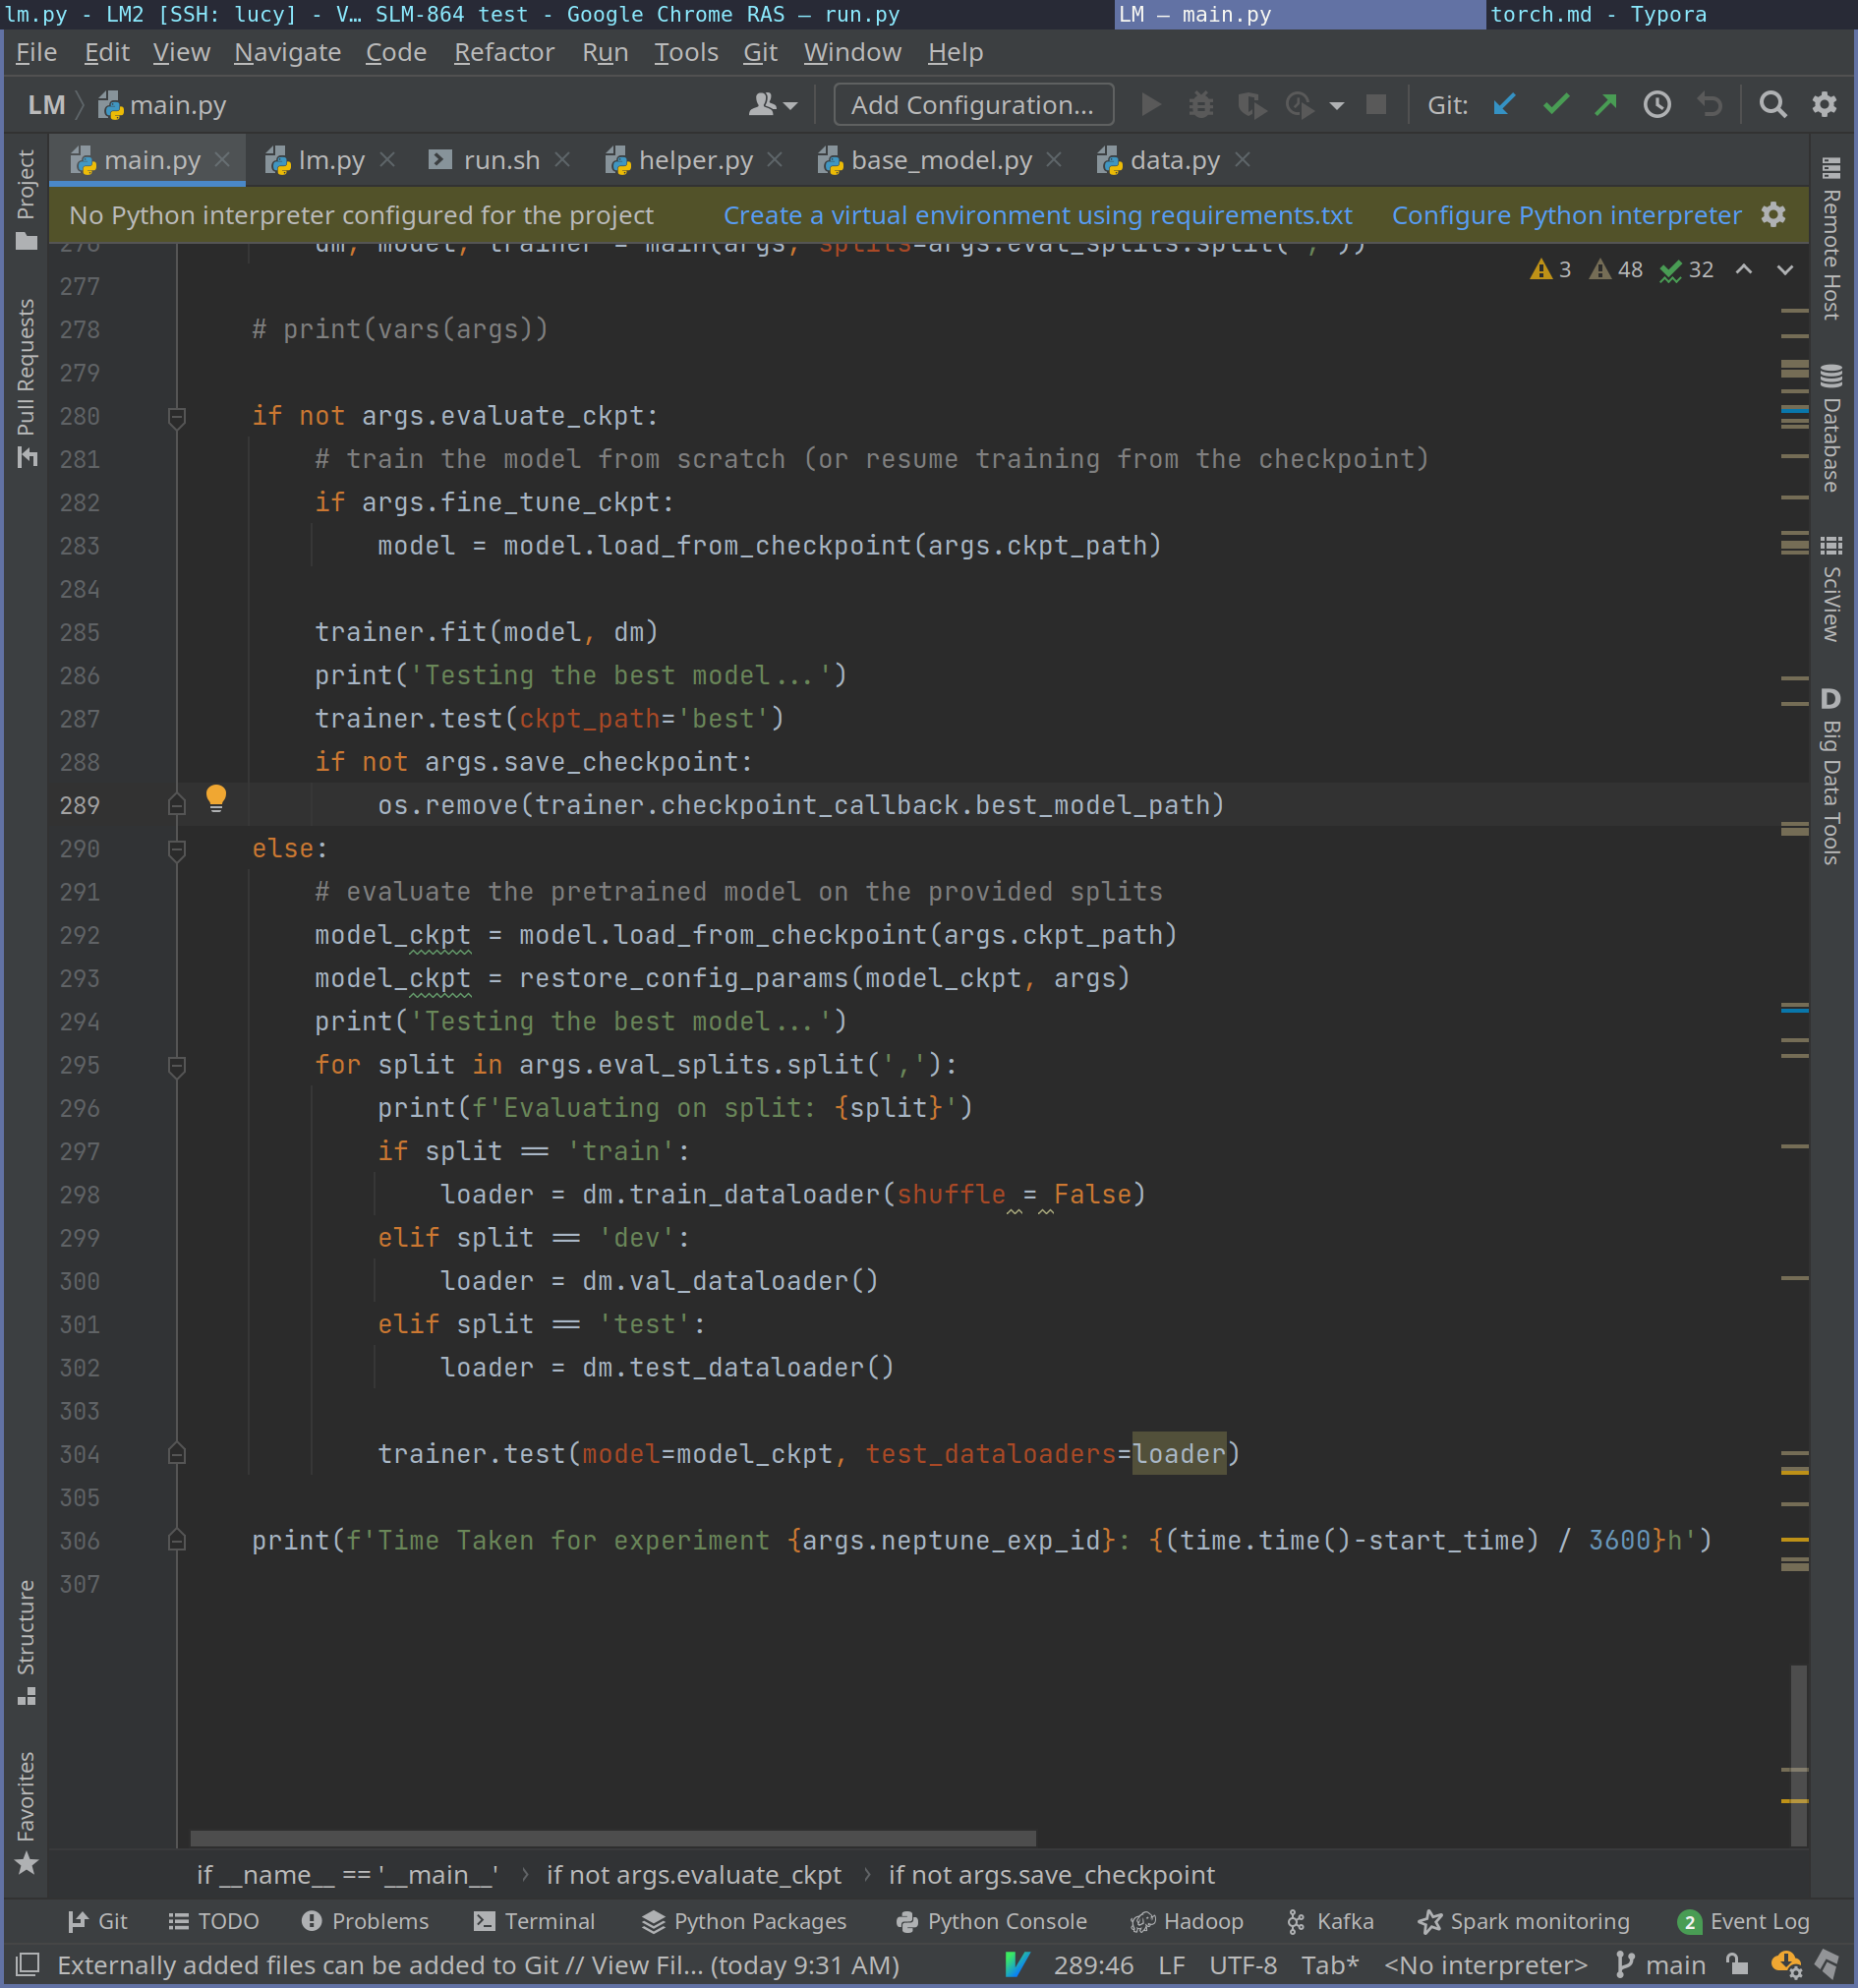 lm.py - LM2 [SSH: lucy] - V… SLM-864 test - Google Chrome RAS – run.py LM – main.py torch.md - Typora
File Edit View Navigate Code Refactor Run Tools Git Window Help
LM main.py Add Configuration... Git:
main.py lm.py run.sh helper.py base_model.py data.py
No Python interpreter configured for the project Create a virtual environment using requirements.txt Configure Python interpreter
276 dm, model, trainer = main(args, splits=args.eval_splits.split(','))
3 48 32
277
278 # print(vars(args))
279
280 if not args.evaluate_ckpt:
281 # train the model from scratch (or resume training from the checkpoint)
282 if args.fine_tune_ckpt:
283 model = model.load_from_checkpoint(args.ckpt_path)
284
285 trainer.fit(model, dm)
286 print('Testing the best model...')
287 trainer.test(ckpt_path='best')
288 if not args.save_checkpoint:
289 os.remove(trainer.checkpoint_callback.best_model_path)
290 else:
291 # evaluate the pretrained model on the provided splits
292 model_ckpt = model.load_from_checkpoint(args.ckpt_path)
293 model_ckpt = restore_config_params(model_ckpt, args)
294 print('Testing the best model...')
295 for split in args.eval_splits.split(','):
296 print(f'Evaluating on split: {split}')
297 if split == 'train':
298 loader = dm.train_dataloader(shuffle = False)
299 elif split == 'dev':
300 loader = dm.val_dataloader()
301 elif split == 'test':
302 loader = dm.test_dataloader()
303
304 trainer.test(model=model_ckpt, test_dataloaders=loader)
305
306 print(f'Time Taken for experiment {args.neptune_exp_id}: {(time.time()-start_time) / 3600}h')
307
Project
Pull Requests
Structure
Favorites
Remote Host
Database
SciView
D Big Data Tools
if __name__ == '__main__' › if not args.evaluate_ckpt › if not args.save_checkpoint
Git TODO Problems Terminal Python Packages Python Console Hadoop Kafka Spark monitoring 2 Event Log
Externally added files can be added to Git // View Fil... (today 9:31 AM) 289:46 LF UTF-8 Tab* <No interpreter> main